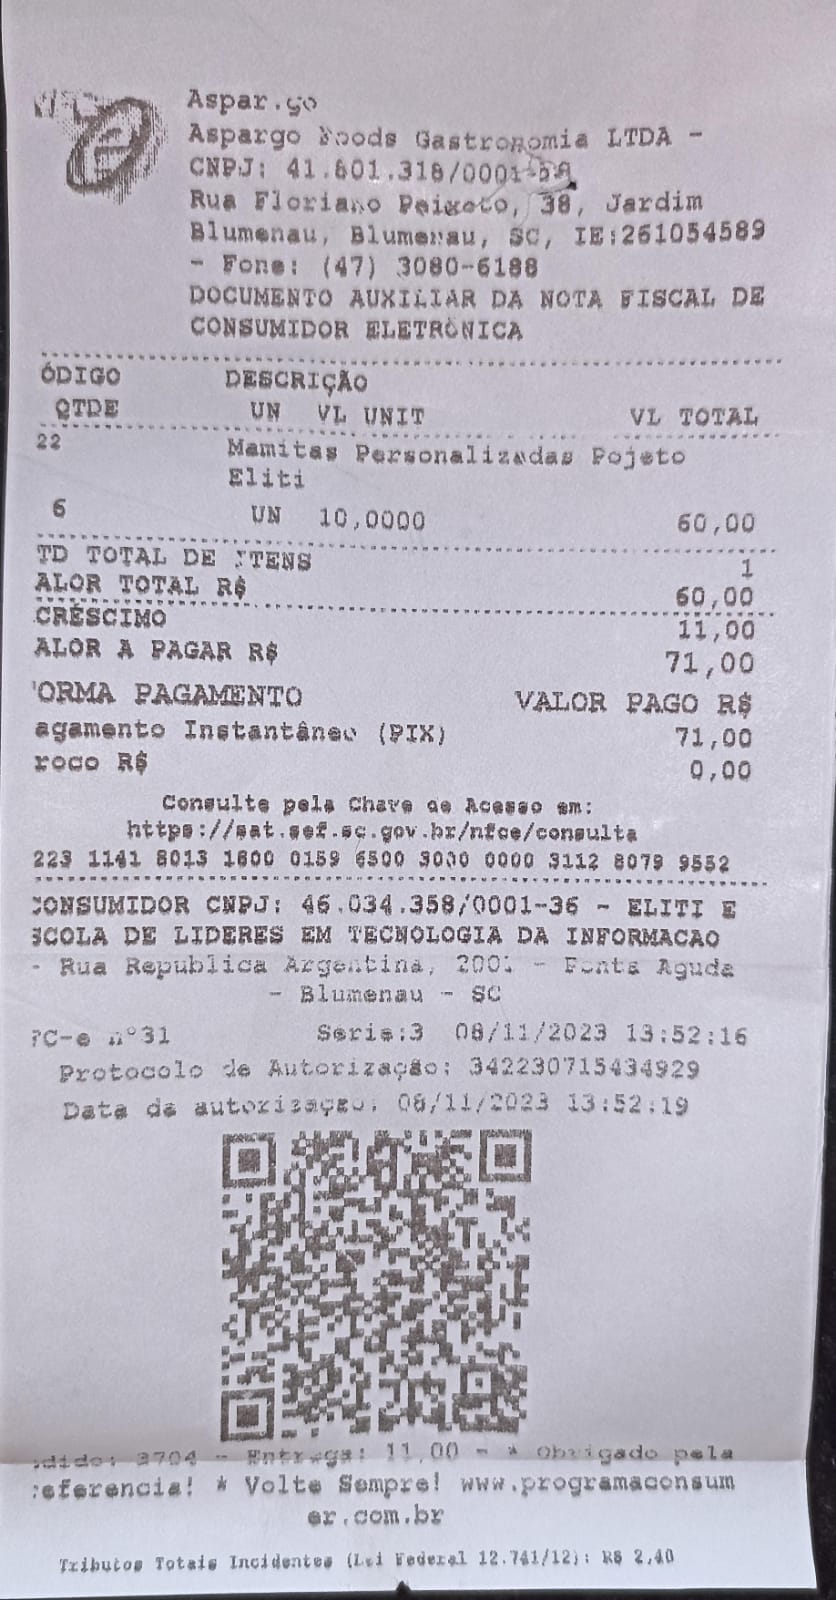 Aspar.go
Aspargo Foods Gastronomia LTDA -
CNPJ: 41.801.318/0001-59
Rua Floriano Peixoto, 38, Jardim
Blumenau, Blumenau, SC, IE:261054589
- Fone: (47) 3080-6188
DOCUMENTO AUXILIAR DA NOTA FISCAL DE
CONSUMIDOR ELETRÔNICA
ÓDIGO DESCRIÇÃO
QTDE UN VL UNIT VL TOTAL
22 Mamitas Personalizadas Pojeto
Eliti
6 UN 10,0000 60,00
TD TOTAL DE ITENS 1
ALOR TOTAL R$ 60,00
CRÉSCIMO 11,00
ALOR A PAGAR R$ 71,00
ORMA PAGAMENTO VALOR PAGO R$
agamento Instantâneo (PIX) 71,00
roco R$ 0,00
Consulte pela Chave de Acesso em:
https://sat.sef.sc.gov.br/nfce/consulta
223 1141 8013 1800 0159 6500 3000 0000 3112 8079 9552
CONSUMIDOR CNPJ: 46.034.358/0001-36 - ELITI E
SCOLA DE LIDERES EM TECNOLOGIA DA INFORMACAO
- Rua Republica Argentina, 2001 - Ponta Aguda
- Blumenau - SC
FC-e n°31 Serie:3 08/11/2023 13:52:16
Protocolo de Autorização: 342230715434929
Data da autorização: 08/11/2023 13:52:19
dido: 3704 - Entrega: 11,00 - * Obrigado pela
referencia! * Volte Sempre! www.programaconsum
er.com.br
Tributos Totais Incidentes (Lei Federal 12.741/12): R$ 2,40